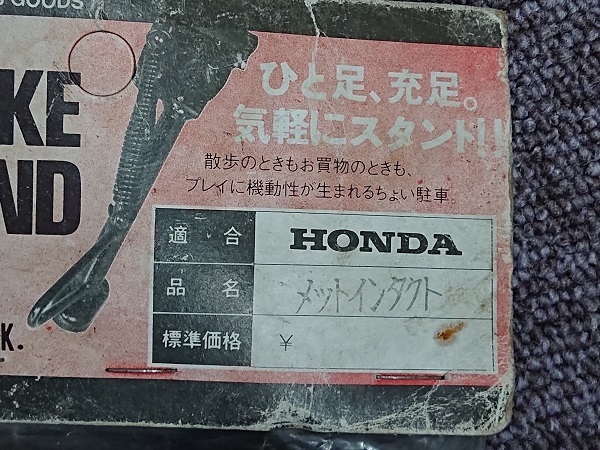 GOODS
KE
ND
K.
ひと足、充足。
気軽にスタンド!!
散歩のときもお買物のときも、
プレイに機動性が生まれるちょい駐車。
適合 HONDA
品名 メットインタクト
標準価格 ¥